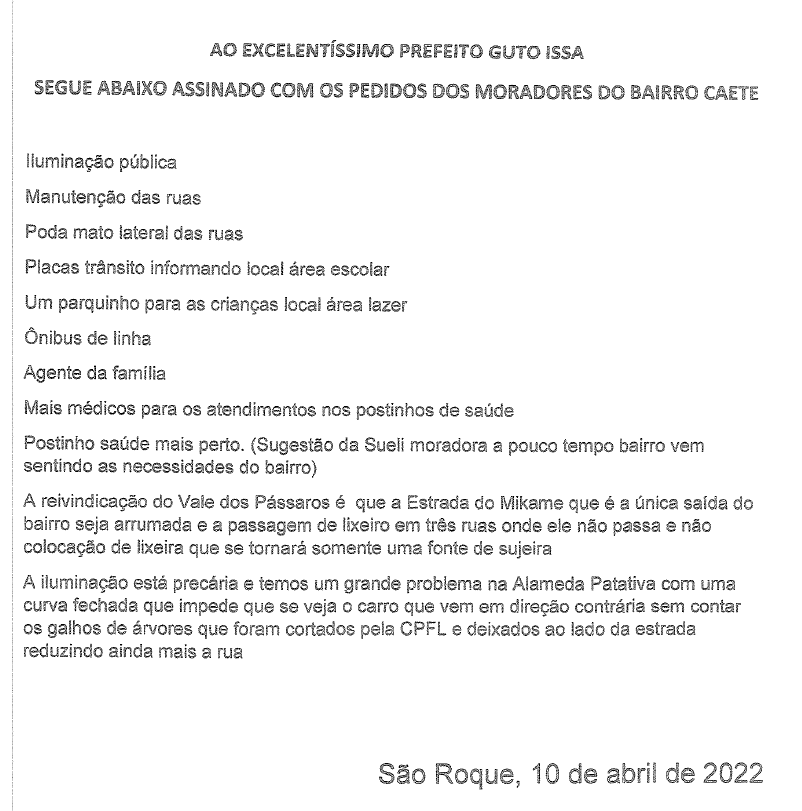 AO EXCELENTÍSSIMO PREFEITO GUTO ISSA
SEGUE ABAIXO ASSINADO COM OS PEDIDOS DOS MORADORES DO BAIRRO CAETE
Iluminação pública
Manutenção das ruas
Poda mato lateral das ruas
Placas trânsito informando local área escolar
Um parquinho para as crianças local área lazer
Ônibus de linha
Agente da família
Mais médicos para os atendimentos nos postinhos de saúde
Postinho saúde mais perto. (Sugestão da Sueli moradora a pouco tempo bairro vem
sentindo as necessidades do bairro)
A reivindicação do Vale dos Pássaros é  que a Estrada do Mikame que é a única saída do
bairro seja arrumada e a passagem de lixeiro em três ruas onde ele não passa e não
colocação de lixeira que se tornará somente uma fonte de sujeira
A iluminação está precária e temos um grande problema na Alameda Patativa com uma
curva fechada que impede que se veja o carro que vem em direção contrária sem contar
os galhos de árvores que foram cortados pela CPFL e deixados ao lado da estrada
reduzindo ainda mais a rua
São Roque, 10 de abril de 2022